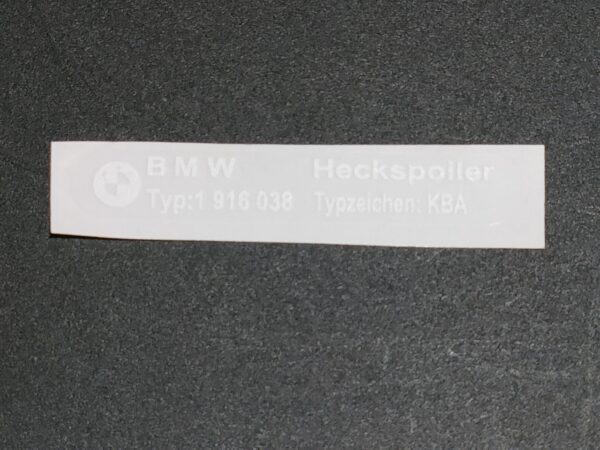 BMW Heckspoiler
Typ:1 916 038 Typzeichen: KBA